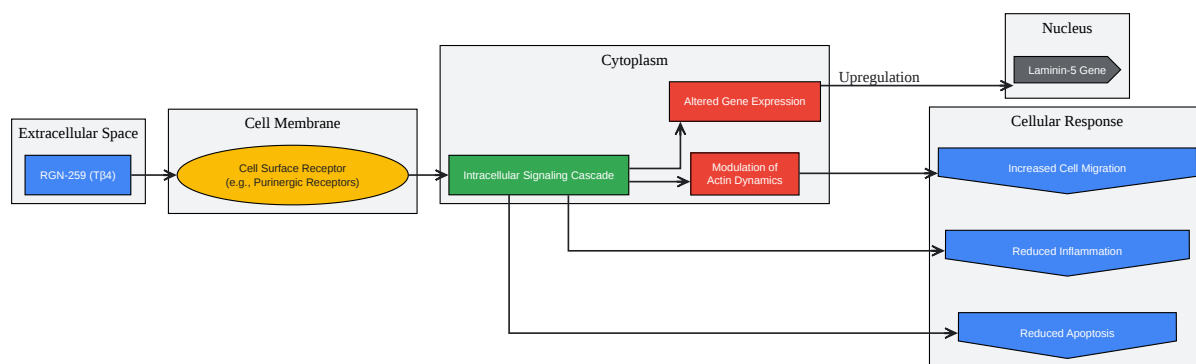 Extracellular Space
RGN-259 (Tβ4)
Cell Membrane
Cell Surface Receptor
(e.g., Purinergic Receptors)
Cytoplasm
Altered Gene Expression
Intracellular Signaling Cascade
Modulation of
Actin Dynamics
Upregulation
Nucleus
Laminin-5 Gene
Cellular Response
Increased Cell Migration
Reduced Inflammation
Reduced Apoptosis